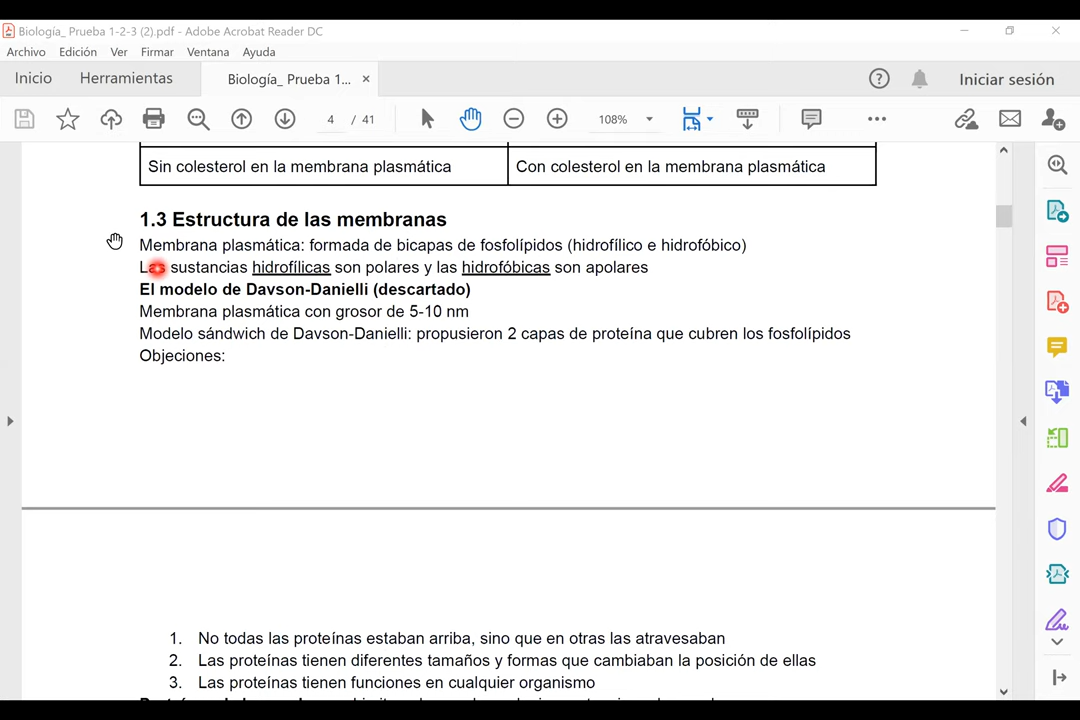 Biología_ Prueba 1-2-3 (2).pdf - Adobe Acrobat Reader DC
Archivo Edición Ver Firmar Ventana Ayuda
Inicio Herramientas Biología_ Prueba 1... × Iniciar sesión
4 / 41 108%
Sin colesterol en la membrana plasmática Con colesterol en la membrana plasmática
1.3 Estructura de las membranas
Membrana plasmática: formada de bicapas de fosfolípidos (hidrofílico e hidrofóbico)
Las sustancias hidrofílicas son polares y las hidrofóbicas son apolares
El modelo de Davson-Danielli (descartado)
Membrana plasmática con grosor de 5-10 nm
Modelo sándwich de Davson-Danielli: propusieron 2 capas de proteína que cubren los fosfolípidos
Objeciones:
1. No todas las proteínas estaban arriba, sino que en otras las atravesaban
2. Las proteínas tienen diferentes tamaños y formas que cambiaban la posición de ellas
3. Las proteínas tienen funciones en cualquier organismo